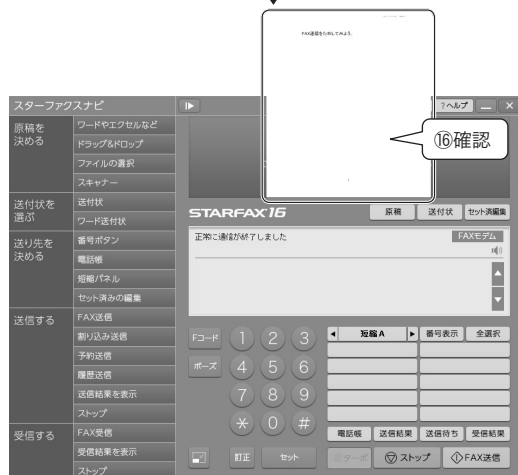 FAX通信をためしてみよう。
⑯確認
スターファクスナビ
?ヘルプ
原稿を決める
ワードやエクセルなど
ドラッグ&ドロップ
ファイルの選択
スキャナー
送付状を選ぶ
送付状
ワード送付状
送り先を決める
番号ボタン
電話帳
短縮パネル
セット済みの編集
送信する
FAX送信
割り込み送信
予約送信
履歴送信
送信結果を表示
ストップ
受信する
FAX受信
受信結果を表示
ストップ
STARFAX16
原稿
送付状
セット済編集
正常に通信が終了しました
FAXモデム
Fコード
1 2 3
ポーズ
4 5 6
7 8 9
* 0 #
訂正
セット
短縮A
番号表示
全選択
電話帳
送信結果
送信待ち
受信結果
ターボ
ストップ
FAX送信